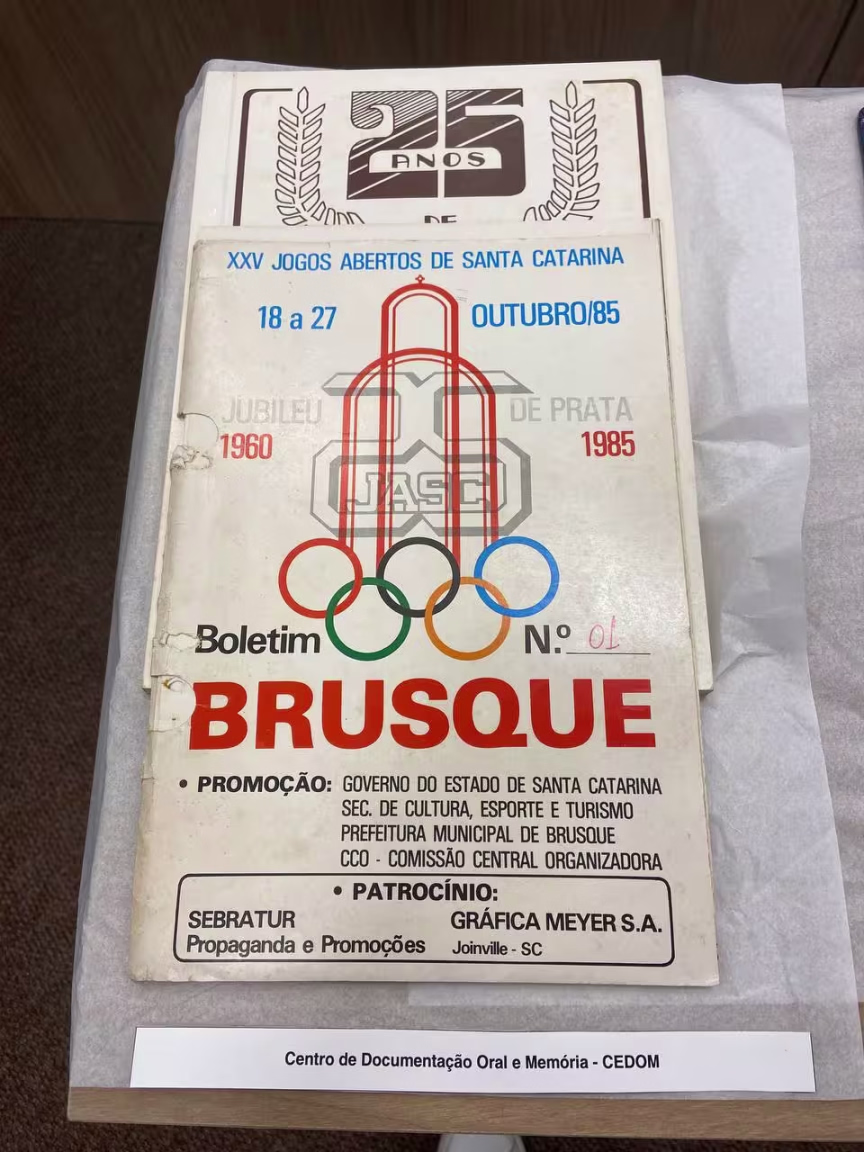 25
ANOS
DE
XXV JOGOS ABERTOS DE SANTA CATARINA
18 a 27 OUTUBRO/85
JUBILEU DE PRATA
1960 1985
JASC
Boletim N.º 01
BRUSQUE
• PROMOÇÃO: GOVERNO DO ESTADO DE SANTA CATARINA
SEC. DE CULTURA, ESPORTE E TURISMO
PREFEITURA MUNICIPAL DE BRUSQUE
CCO - COMISSÃO CENTRAL ORGANIZADORA
• PATROCÍNIO:
SEBRATUR GRÁFICA MEYER S.A.
Propaganda e Promoções Joinville - SC
Centro de Documentação Oral e Memória - CEDOM